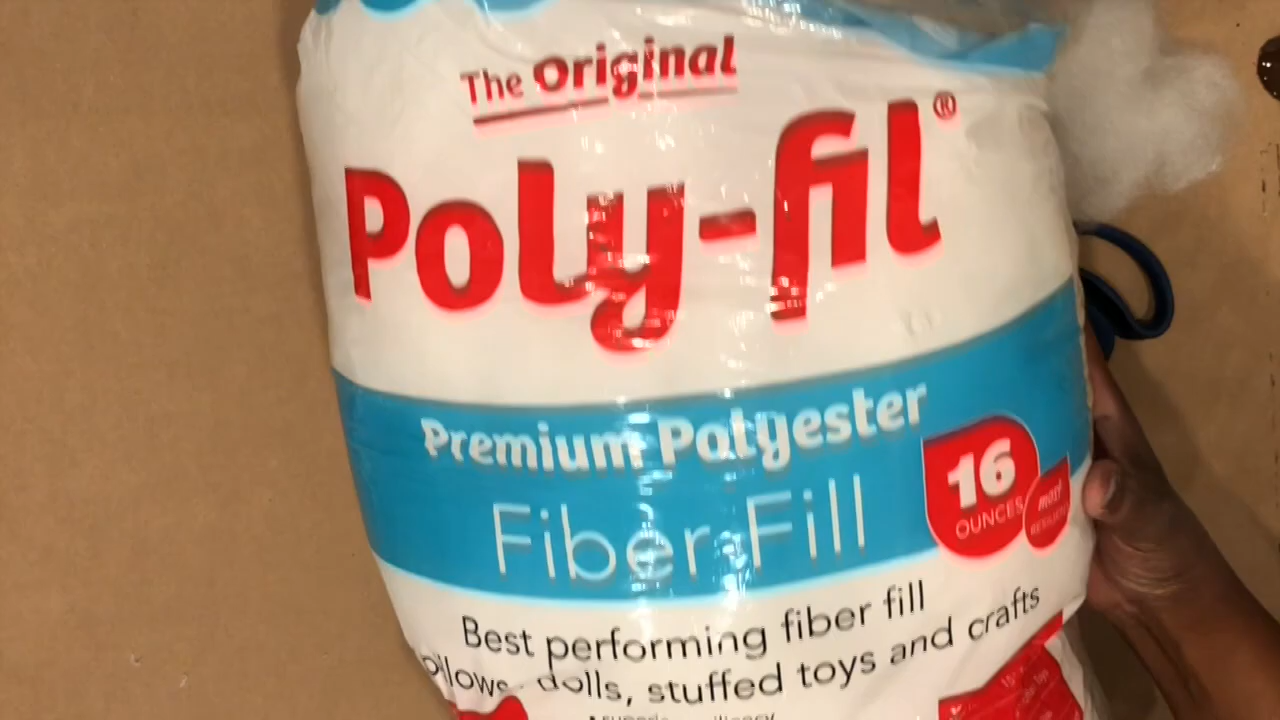 The Original
Poly-fil®
Premium Polyester
Fiber Fill
16
OUNCES
most
Best performing fiber fill
dolls, stuffed toys and crafts